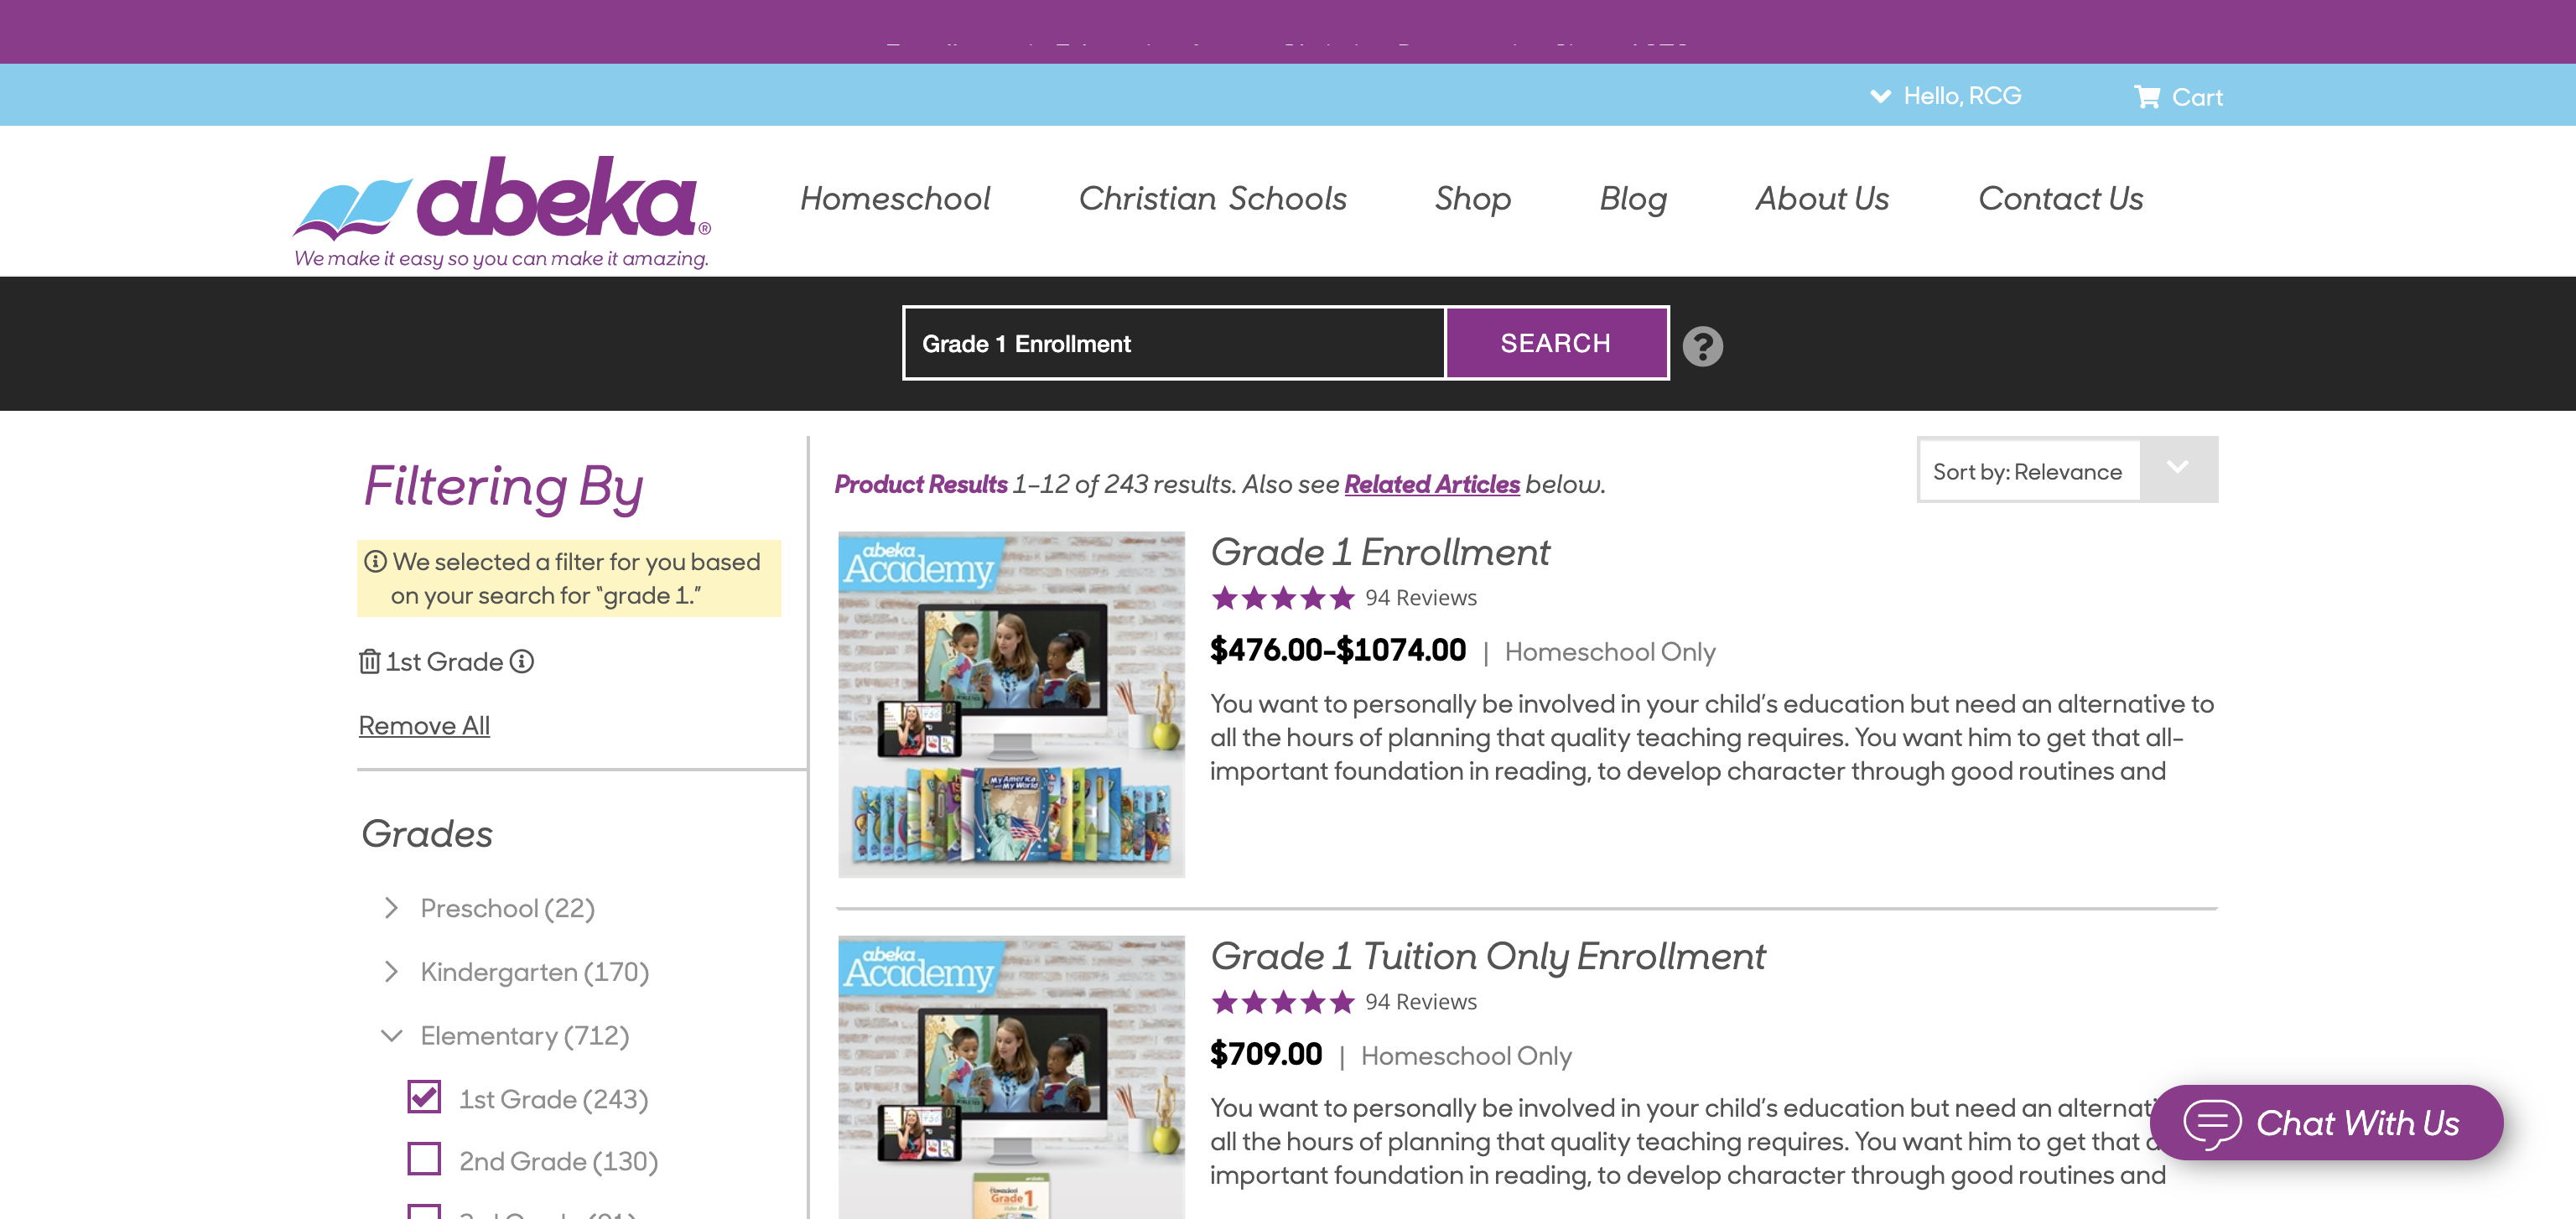 Hello, RCG
Cart
abeka®
We make it easy so you can make it amazing.
Homeschool
Christian Schools
Shop
Blog
About Us
Contact Us
Grade 1 Enrollment
SEARCH
?
Filtering By
We selected a filter for you based
on your search for “grade 1.”
1st Grade
Remove All
Grades
Preschool (22)
Kindergarten (170)
Elementary (712)
1st Grade (243)
2nd Grade (130)
Product Results 1–12 of 243 results. Also see Related Articles below.
Sort by: Relevance
abeka
Academy
My America
and My World
Grade 1 Enrollment
94 Reviews
$476.00-$1074.00 | Homeschool Only
You want to personally be involved in your child’s education but need an alternative to
all the hours of planning that quality teaching requires. You want him to get that all-
important foundation in reading, to develop character through good routines and
abeka
Academy
Homeschool
Grade 1
Grade 1 Tuition Only Enrollment
94 Reviews
$709.00 | Homeschool Only
You want to personally be involved in your child’s education but need an
all the hours of planning that quality teaching requires. You want him to get that
important foundation in reading, to develop character through good routines and
Chat With Us